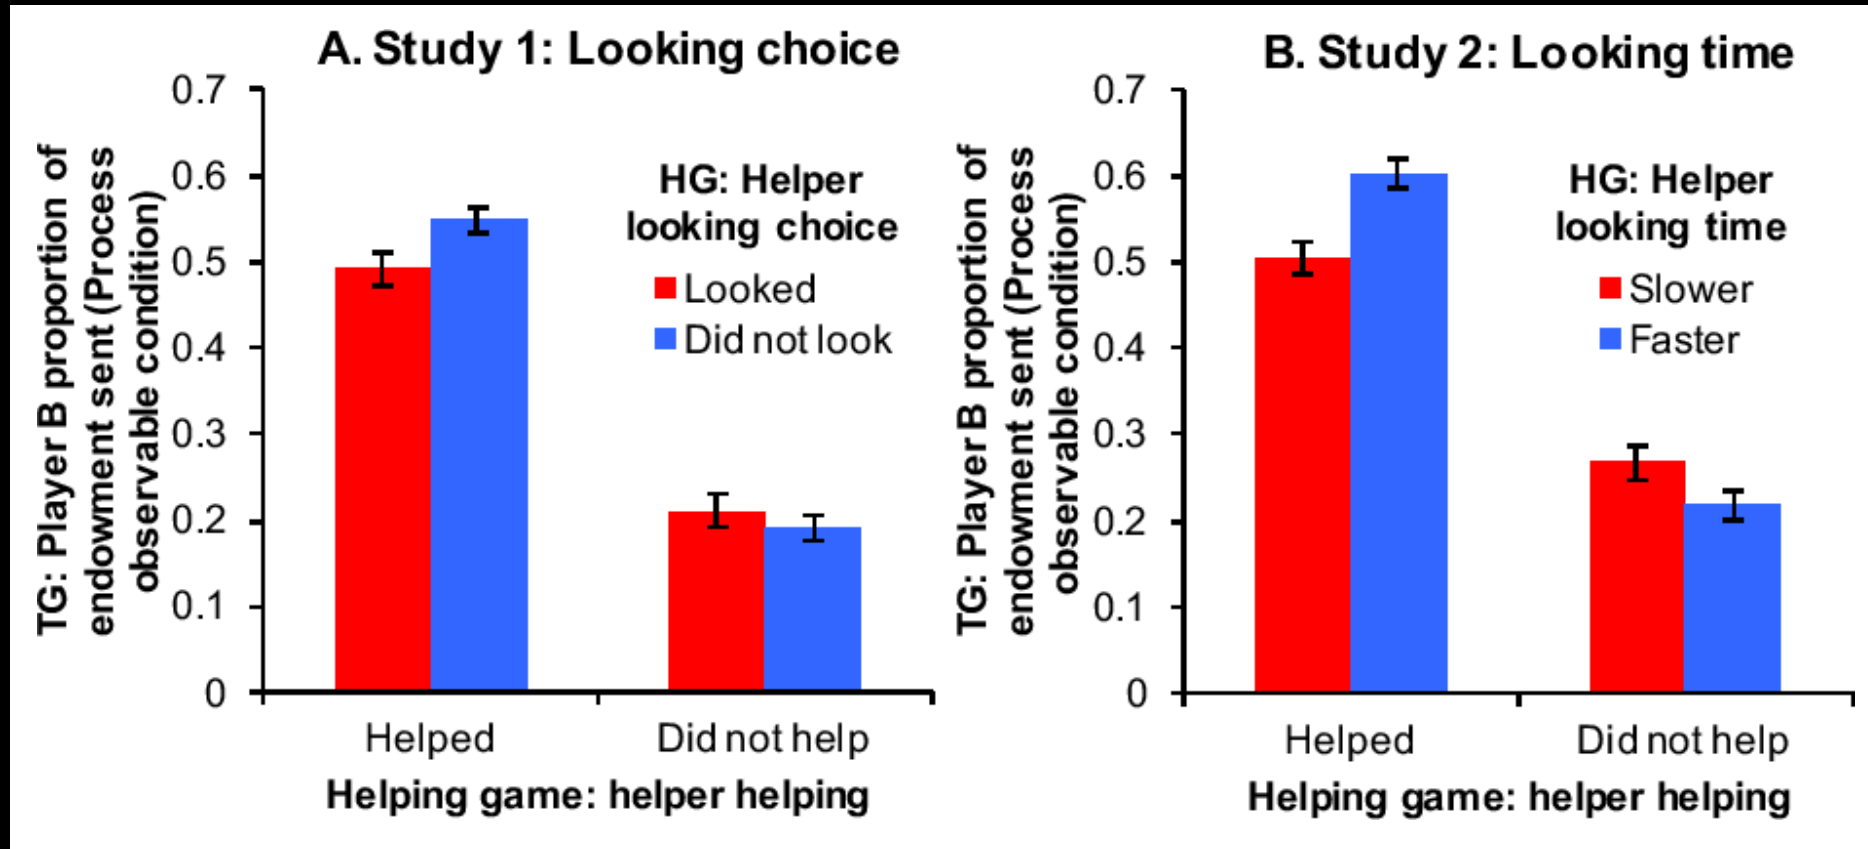 A. Study 1: Looking choice
TG: Player B proportion of
endowment sent (Process
observable condition)
0.7
0.6
0.5
0.4
0.3
0.2
0.1
0
HG: Helper
looking choice
Looked
Did not look
Helped
Did not help
Helping game: helper helping
B. Study 2: Looking time
TG: Player B proportion of
endowment sent (Process
observable condition)
0.7
0.6
0.5
0.4
0.3
0.2
0.1
0
HG: Helper
looking time
Slower
Faster
Helped
Did not help
Helping game: helper helping